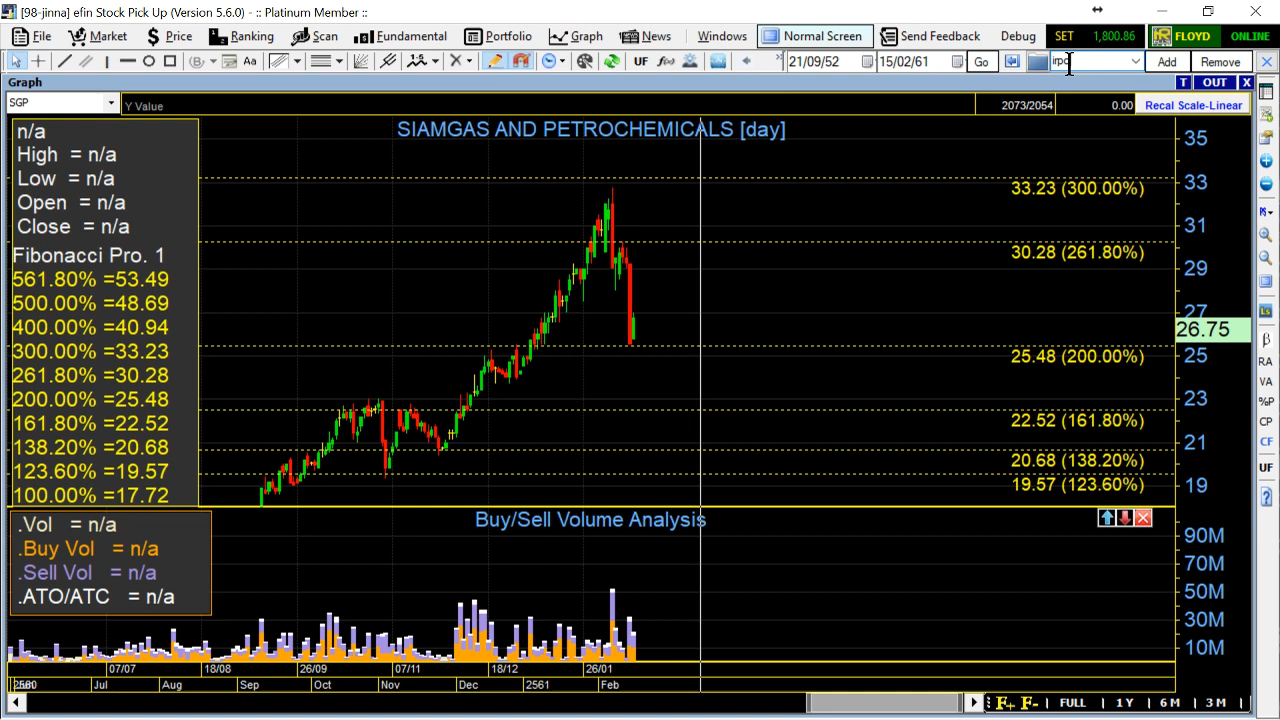 [98-jinna] efin Stock Pick Up (Version 5.6.0) - :: Platinum Member ::
File Market Price Ranking Scan Fundamental Portfolio Graph News Windows Normal Screen Send Feedback Debug SET 1,800.86 FLOYD ONLINE
Aa UF f(x) 21/09/52 15/02/61 Go irpc Add Remove
Graph T OUT X
SGP Y Value 2073/2054 0.00 Recal Scale-Linear
SIAMGAS AND PETROCHEMICALS [day]
n/a
High = n/a
Low = n/a
Open = n/a
Close = n/a
Fibonacci Pro. 1
561.80% =53.49
500.00% =48.69
400.00% =40.94
300.00% =33.23
261.80% =30.28
200.00% =25.48
161.80% =22.52
138.20% =20.68
123.60% =19.57
100.00% =17.72
33.23 (300.00%)
30.28 (261.80%)
25.48 (200.00%)
22.52 (161.80%)
20.68 (138.20%)
19.57 (123.60%)
35
33
31
29
27
26.75
25
23
21
19
Ls
β
RA
VA
%P
CP
CF
UF
Buy/Sell Volume Analysis
.Vol = n/a
.Buy Vol = n/a
.Sell Vol = n/a
.ATO/ATC = n/a
90M
70M
50M
30M
10M
07/07 18/08 26/09 07/11 18/12 26/01
Jul Aug Sep Oct Nov Dec 2561 Feb
F+ F- FULL 1 Y 6 M 3 M